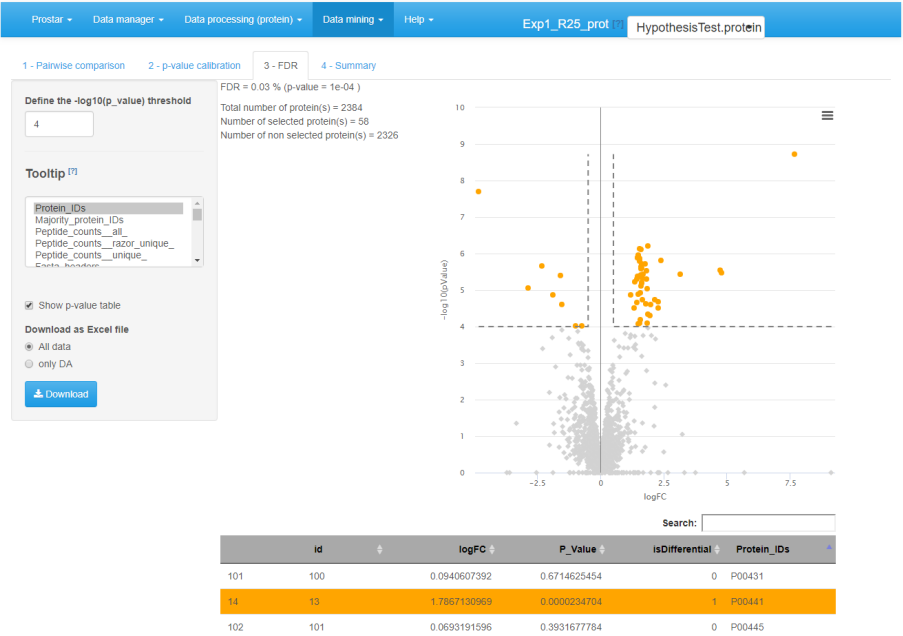 Prostar Data manager Data processing (protein) Data mining Help Exp1_R25_prot [?] HypothesisTest.protein
1 - Pairwise comparison 2 - p-value calibration 3 - FDR 4 - Summary
Define the -log10(p_value) threshold
4
Tooltip [?]
Protein_IDs
Majority_protein_IDs
Peptide_counts__all_
Peptide_counts__razor_unique_
Peptide_counts__unique_
Fasta_headers
Show p-value table
Download as Excel file
All data
only DA
Download
FDR = 0.03 % (p-value = 1e-04 )
Total number of protein(s) = 2384
Number of selected protein(s) = 58
Number of non selected protein(s) = 2326
10
9
8
7
6
5
4
3
2
1
0
-log10(pValue)
-2.5 0 2.5 5 7.5
logFC
Search:
id logFC P_Value isDifferential Protein_IDs
101 100 0.0940607392 0.6714625454 0 P00431
14 13 1.7867130969 0.0000234704 1 P00441
102 101 0.0693191596 0.3931677784 0 P00445